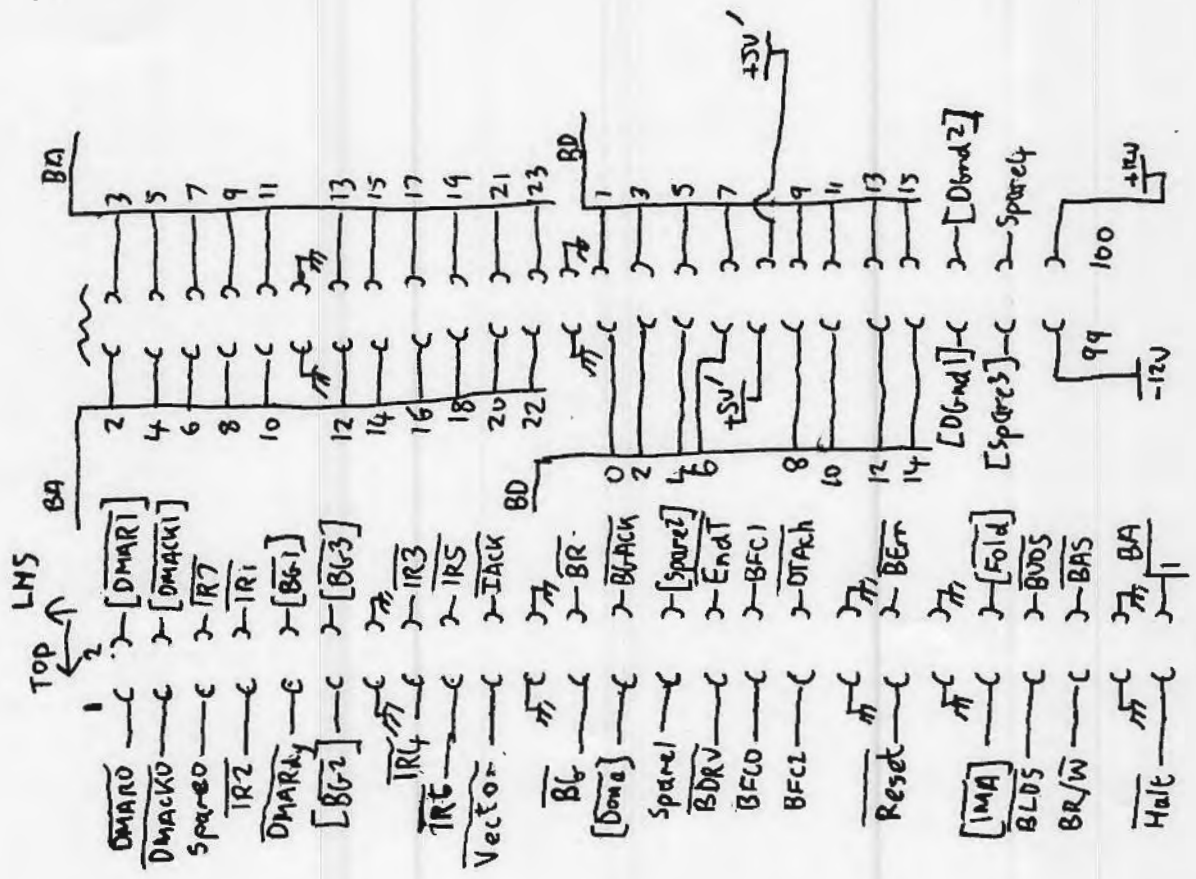 TOP LHS
1 2
DMAR0 [DMAR1]
DMACK0 [DMACK1]
Spare0 IR7
IR2 IR1
DMARdy [BG1]
[BG2] [BG3]
IR4 IR3
IR6 IR5
Vector IACK
BG BR
[Done] BGACK
Spare1 [Spare2]
BDRV EndT
BFC0 BFC1
BFC2 DTAck
Reset BErr
[IMA] [Fold]
BLDS BUDS
BR/W BAS
Halt BA
1
BA BA
2 3
4 5
6 7
8 9
10 11
12 13
14 15
16 17
18 19
20 21
22 23
BD BD
0 1
2 3
4 5
6 7
+5V' +5V'
8 9
10 11
12 13
14 15
[DGnd1] [DGnd2]
[Spare3] Spare4
99 100
-12V +12V